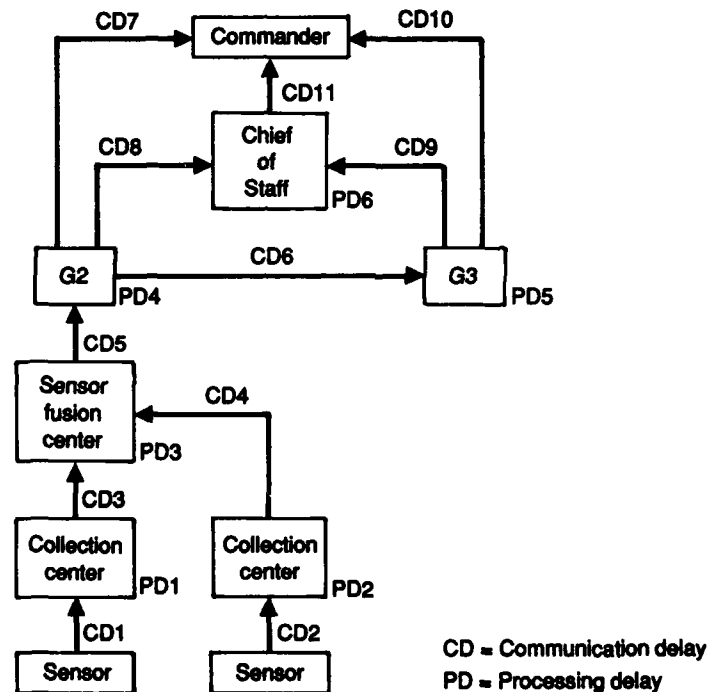 CD7
CD10
Commander
CD11
Chief
of
Staff
CD8
CD9
PD6
CD6
G2
G3
PD4
PD5
CD5
Sensor
fusion
center
CD4
PD3
CD3
Collection
center
Collection
center
PD1
PD2
CD1
CD2
Sensor
Sensor
CD = Communication delay
PD = Processing delay